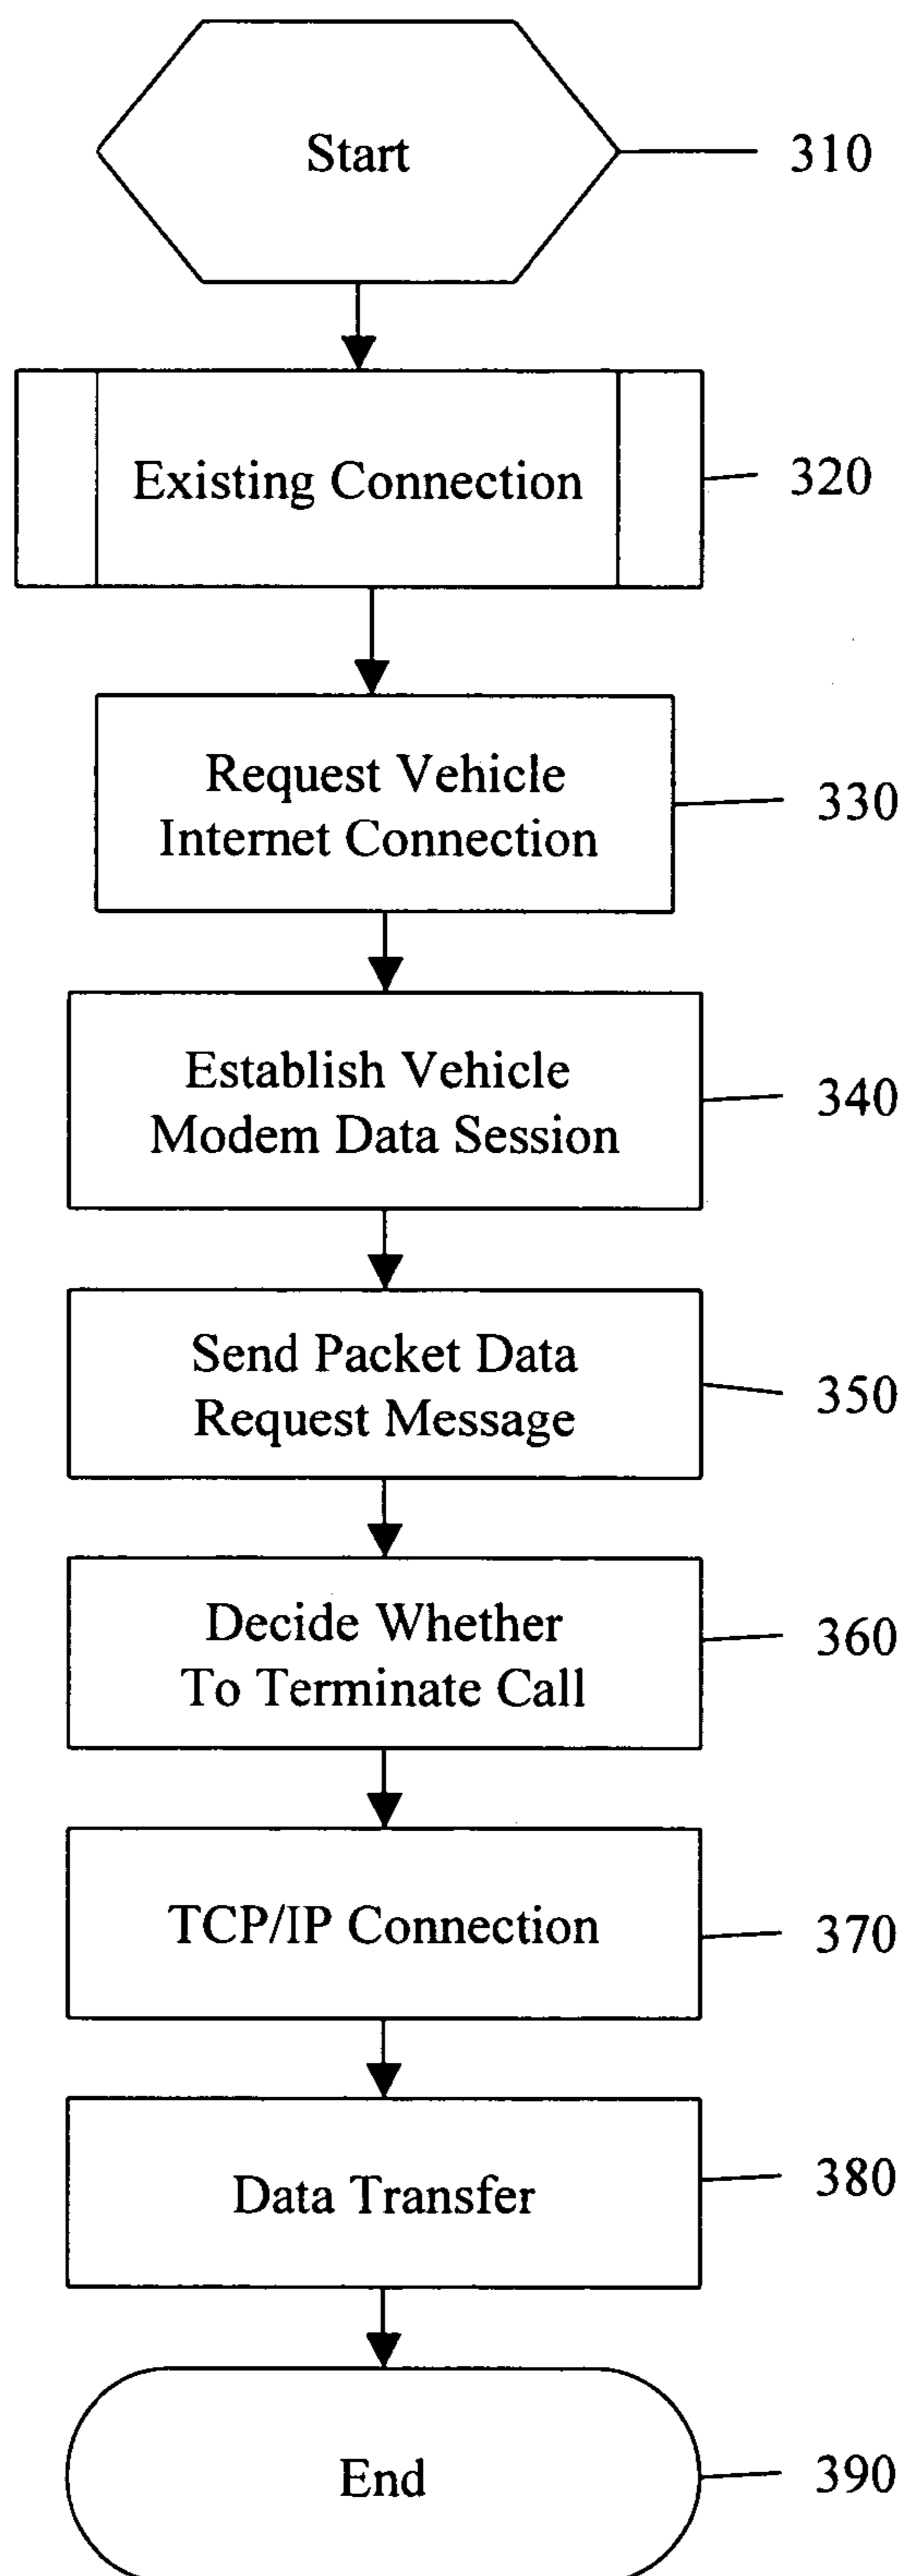 Start
310
Existing Connection
320
Request Vehicle
Internet Connection
330
Establish Vehicle
Modem Data Session
340
Send Packet Data
Request Message
350
Decide Whether
To Terminate Call
360
TCP/IP Connection
370
Data Transfer
380
End
390